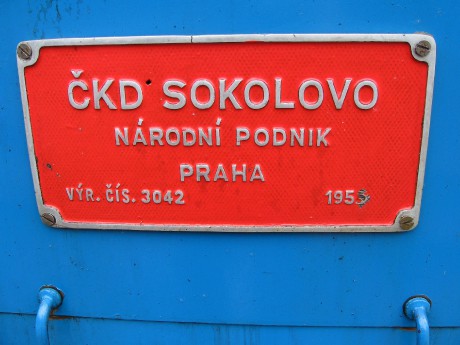 ČKD SOKOLOVO
NÁRODNÍ PODNIK
PRAHA
VÝR. ČÍS. 3042